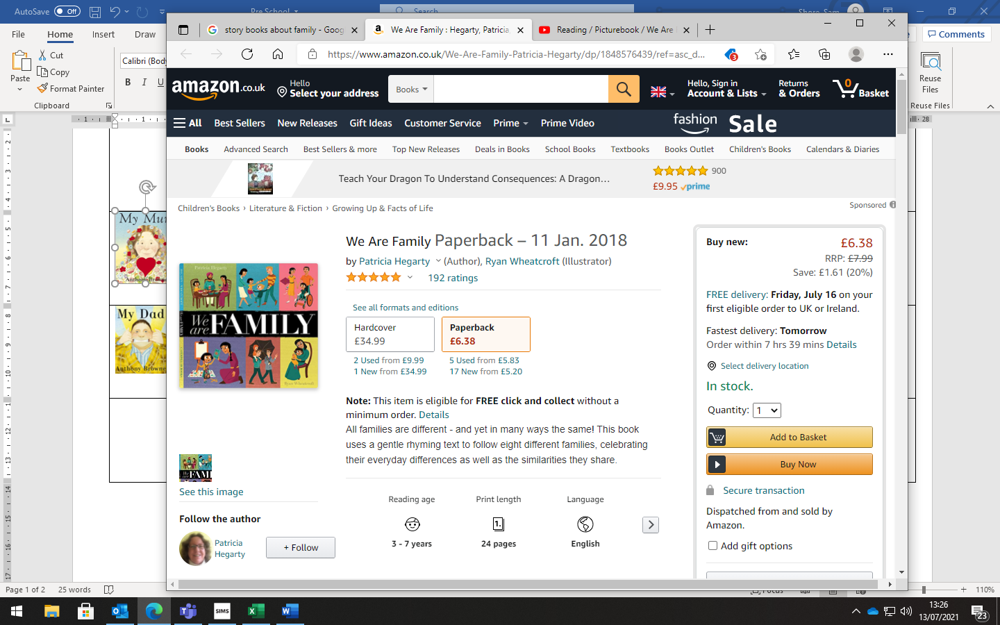 AutoSave Off
Pre School
Search
Shore, Sam
File Home Insert Draw
Comments
Paste
Cut
Copy
Format Painter
Clipboard
Calibri (Body
B I U
Reuse Files
Reuse Files
story books about family - Goog
We Are Family : Hegarty, Patricia,
Reading / Picturebook / We Are
https://www.amazon.co.uk/We-Are-Family-Patricia-Hegarty/dp/1848576439/ref=asc_d...
3
amazon.co.uk
Hello
Select your address
Books
Hello, Sign in
Account & Lists
Returns
& Orders
0
Basket
All Best Sellers New Releases Gift Ideas Customer Service Prime Prime Video
fashion Sale
Books Advanced Search Best Sellers & more Top New Releases Deals in Books School Books Textbooks Books Outlet Children's Books Calendars & Diaries
Teach Your Dragon To Understand Consequences: A Dragon…
900
£9.95 prime
Children's Books › Literature & Fiction › Growing Up & Facts of Life
Sponsored
My Mu
Anthony Browne
My Dad
Anthony Browne
Patricia Hegarty
We are FAMILY
Ryan Wheatcroft
We Are Family Paperback – 11 Jan. 2018
by Patricia Hegarty (Author), Ryan Wheatcroft (Illustrator)
192 ratings
See all formats and editions
Hardcover
£34.99
Paperback
£6.38
2 Used from £9.99
1 New from £34.99
5 Used from £5.83
17 New from £5.20
Note: This item is eligible for FREE click and collect without a
minimum order. Details
All families are different - and yet in many ways the same! This book
uses a gentle rhyming text to follow eight different families, celebrating
their everyday differences as well as the similarities they share.
See this image
Follow the author
Patricia
Hegarty
+ Follow
Reading age
3 - 7 years
Print length
1.
24 pages
Language
English
Buy new: £6.38
RRP: £7.99
Save: £1.61 (20%)
FREE delivery: Friday, July 16 on your
first eligible order to UK or Ireland.
Fastest delivery: Tomorrow
Order within 7 hrs 39 mins Details
Select delivery location
In stock.
Quantity: 1
Add to Basket
Buy Now
Secure transaction
Dispatched from and sold by
Amazon.
Add gift options
Page 1 of 2 25 words
Focus
110%
SIMS
13:26
13/07/2021
23